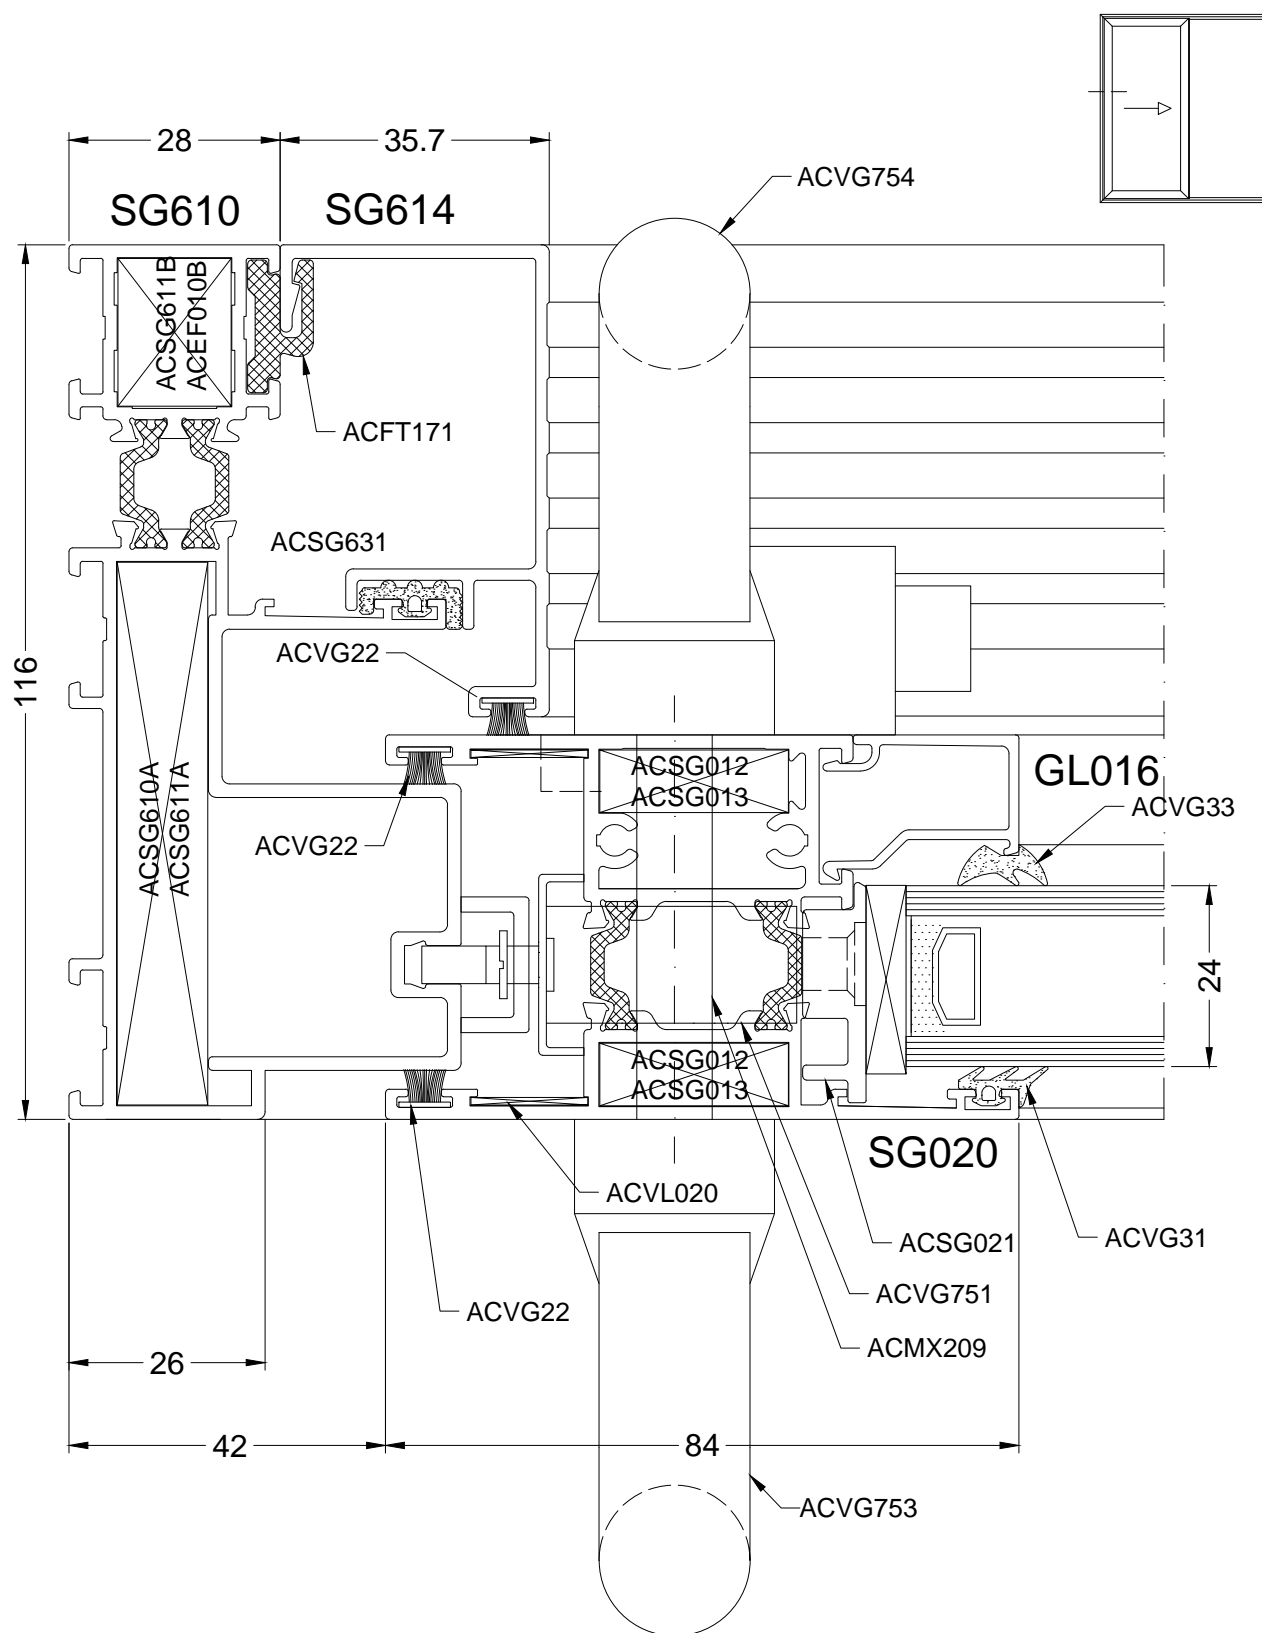 28
35.7
ACVG754
SG610
SG614
ACSG611B
ACEF010B
ACFT171
ACSG631
ACVG22
116
ACSG012
ACSG013
GL016
ACVG33
ACVG22
ACSG610A
ACSG611A
24
ACSG012
ACSG013
SG020
ACVL020
ACSG021
ACVG31
ACVG751
ACVG22
ACMX209
26
42
84
ACVG753